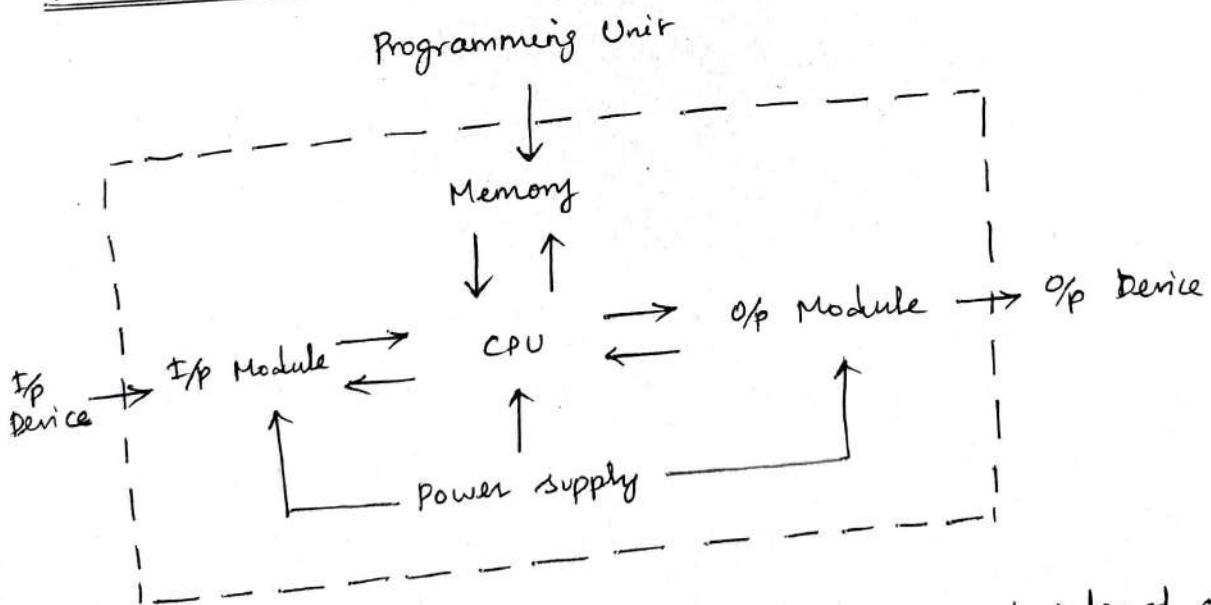 Programming Unit
Memory
I/p Device
I/p Module
CPU
O/p Module
O/p Device
Power supply